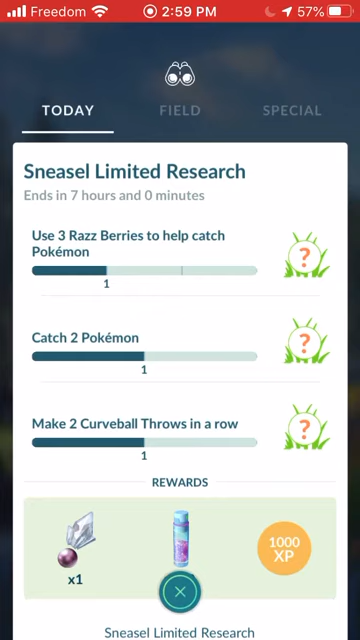 Freedom 2:59 PM 57%
TODAY FIELD SPECIAL
Sneasel Limited Research
Ends in 7 hours and 0 minutes
Use 3 Razz Berries to help catch
Pokémon
?
1
Catch 2 Pokémon
?
1
Make 2 Curveball Throws in a row
?
1
REWARDS
1000
XP
x1
Sneasel Limited Research